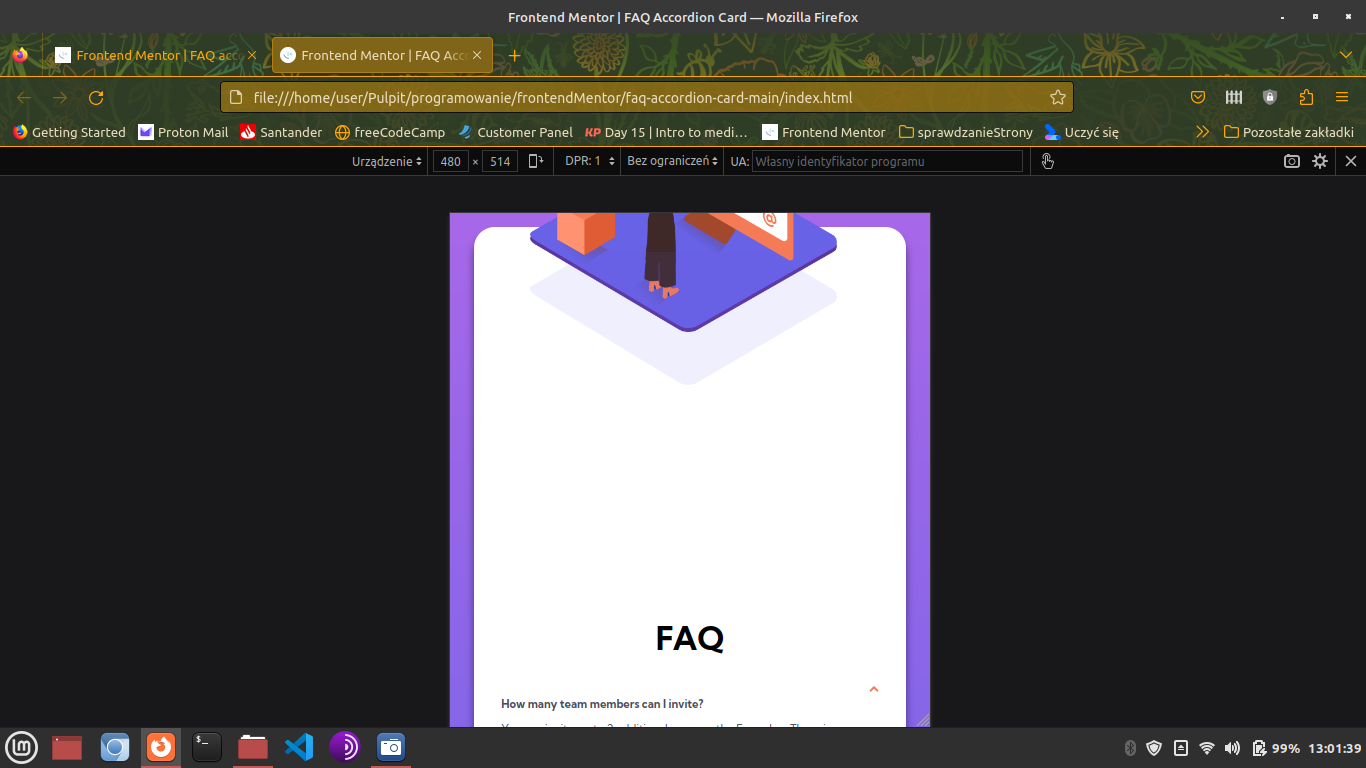 Frontend Mentor | FAQ Accordion Card — Mozilla Firefox
Frontend Mentor | FAQ acc
Frontend Mentor | FAQ Acc
file:///home/user/Pulpit/programowanie/frontendMentor/faq-accordion-card-main/index.html
Getting Started Proton Mail Santander freeCodeCamp Customer Panel KP Day 15 | Intro to medi... Frontend Mentor sprawdzanieStrony Uczyć się Pozostałe zakładki
Urządzenie 480 × 514 DPR: 1 Bez ograniczeń UA: Własny identyfikator programu
@
FAQ
How many team members can I invite?
$_
99% 13:01:39